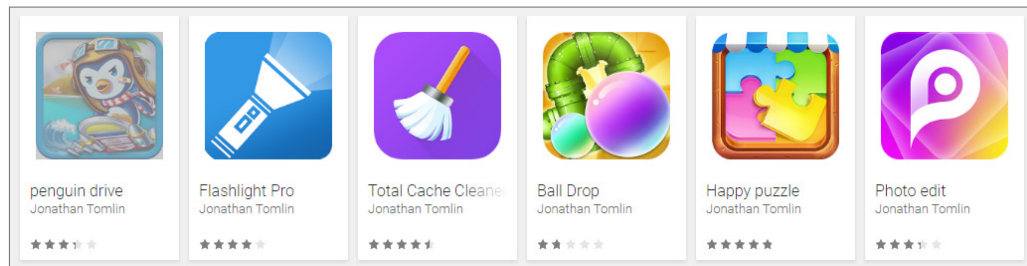 penguin drive
Jonathan Tomlin
Flashlight Pro
Jonathan Tomlin
Total Cache Cleane
Jonathan Tomlin
Ball Drop
Jonathan Tomlin
Happy puzzle
Jonathan Tomlin
Photo edit
Jonathan Tomlin